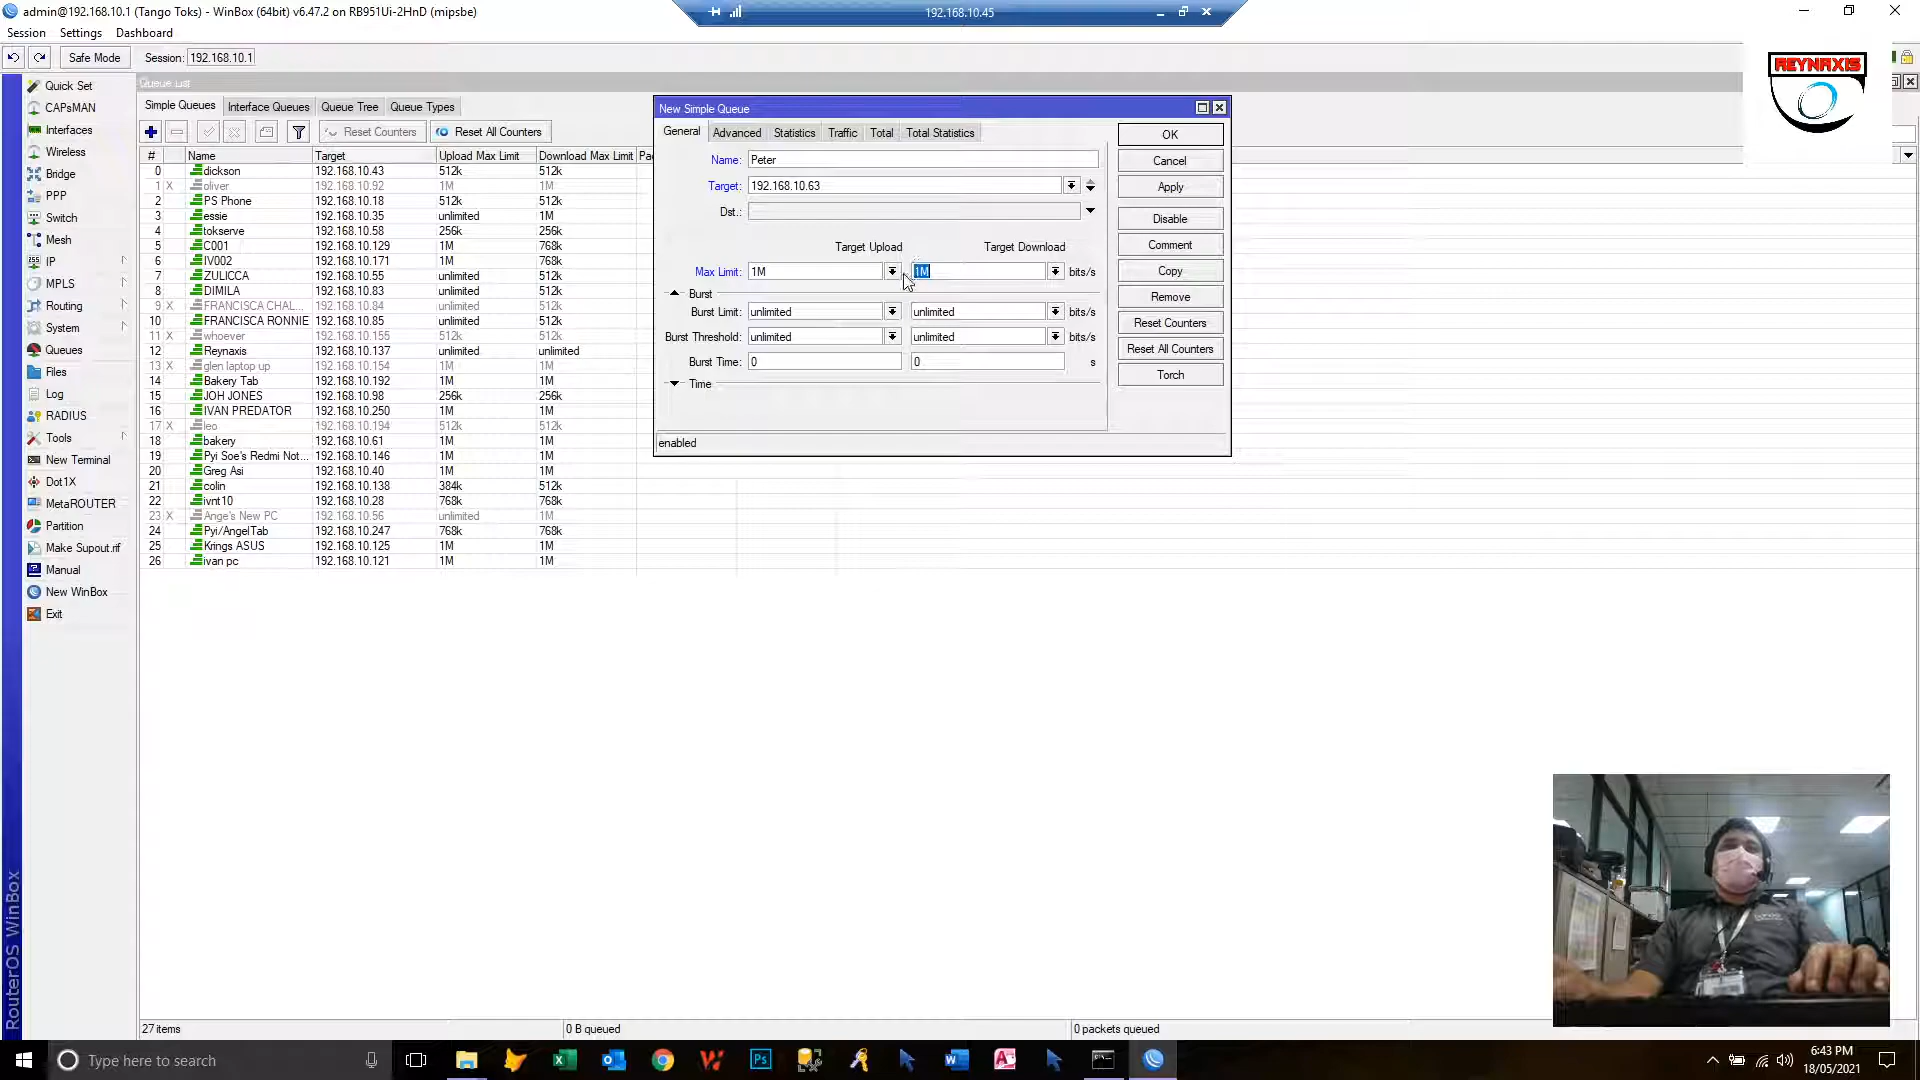 admin@192.168.10.1 (Tango Toks) - WinBox (64bit) v6.47.2 on RB951Ui-2HnD (mipsbe)
192.168.10.45
Session Settings Dashboard
Safe Mode Session: 192.168.10.1
REYNAXIS
Quick Set
CAPsMAN
Interfaces
Wireless
Bridge
PPP
Switch
Mesh
IP
MPLS
Routing
System
Queues
Files
Log
RADIUS
Tools
New Terminal
Dot1X
MetaROUTER
Partition
Make Supout.rif
Manual
New WinBox
Exit
RouterOS WinBox
Queue List
Simple Queues Interface Queues Queue Tree Queue Types
Reset Counters Reset All Counters
# Name Target Upload Max Limit Download Max Limit Pac
0 dickson 192.168.10.43 512k 512k
1 X oliver 192.168.10.92 1M 1M
2 PS Phone 192.168.10.18 512k 512k
3 essie 192.168.10.35 unlimited 1M
4 tokserve 192.168.10.58 256k 256k
5 C001 192.168.10.129 1M 768k
6 IV002 192.168.10.171 1M 768k
7 ZULICCA 192.168.10.55 unlimited 512k
8 DIMILA 192.168.10.83 unlimited 512k
9 X FRANCISCA CHAL... 192.168.10.84 unlimited 512k
10 FRANCISCA RONNIE 192.168.10.85 unlimited 512k
11 X whoever 192.168.10.155 512k 512k
12 Reynaxis 192.168.10.137 unlimited unlimited
13 X glen laptop up 192.168.10.154 1M 1M
14 Bakery Tab 192.168.10.192 1M 1M
15 JOH JONES 192.168.10.98 256k 256k
16 IVAN PREDATOR 192.168.10.250 1M 1M
17 X leo 192.168.10.194 512k 512k
18 bakery 192.168.10.61 1M 1M
19 Pyi Soe's Redmi Not... 192.168.10.146 1M 1M
20 Greg Asi 192.168.10.40 1M 1M
21 colin 192.168.10.138 384k 512k
22 ivnt10 192.168.10.28 768k 768k
23 X Ange's New PC 192.168.10.56 unlimited 1M
24 Pyi/AngelTab 192.168.10.247 768k 768k
25 Krings ASUS 192.168.10.125 1M 1M
26 ivan pc 192.168.10.121 1M 1M
New Simple Queue
General Advanced Statistics Traffic Total Total Statistics
Name: Peter
Target: 192.168.10.63
Dst.:
Target Upload Target Download
Max Limit: 1M 1M bits/s
Burst
Burst Limit: unlimited unlimited bits/s
Burst Threshold: unlimited unlimited bits/s
Burst Time: 0 0 s
Time
enabled
OK
Cancel
Apply
Disable
Comment
Copy
Remove
Reset Counters
Reset All Counters
Torch
27 items 0 B queued 0 packets queued
Type here to search
6:43 PM
18/05/2021